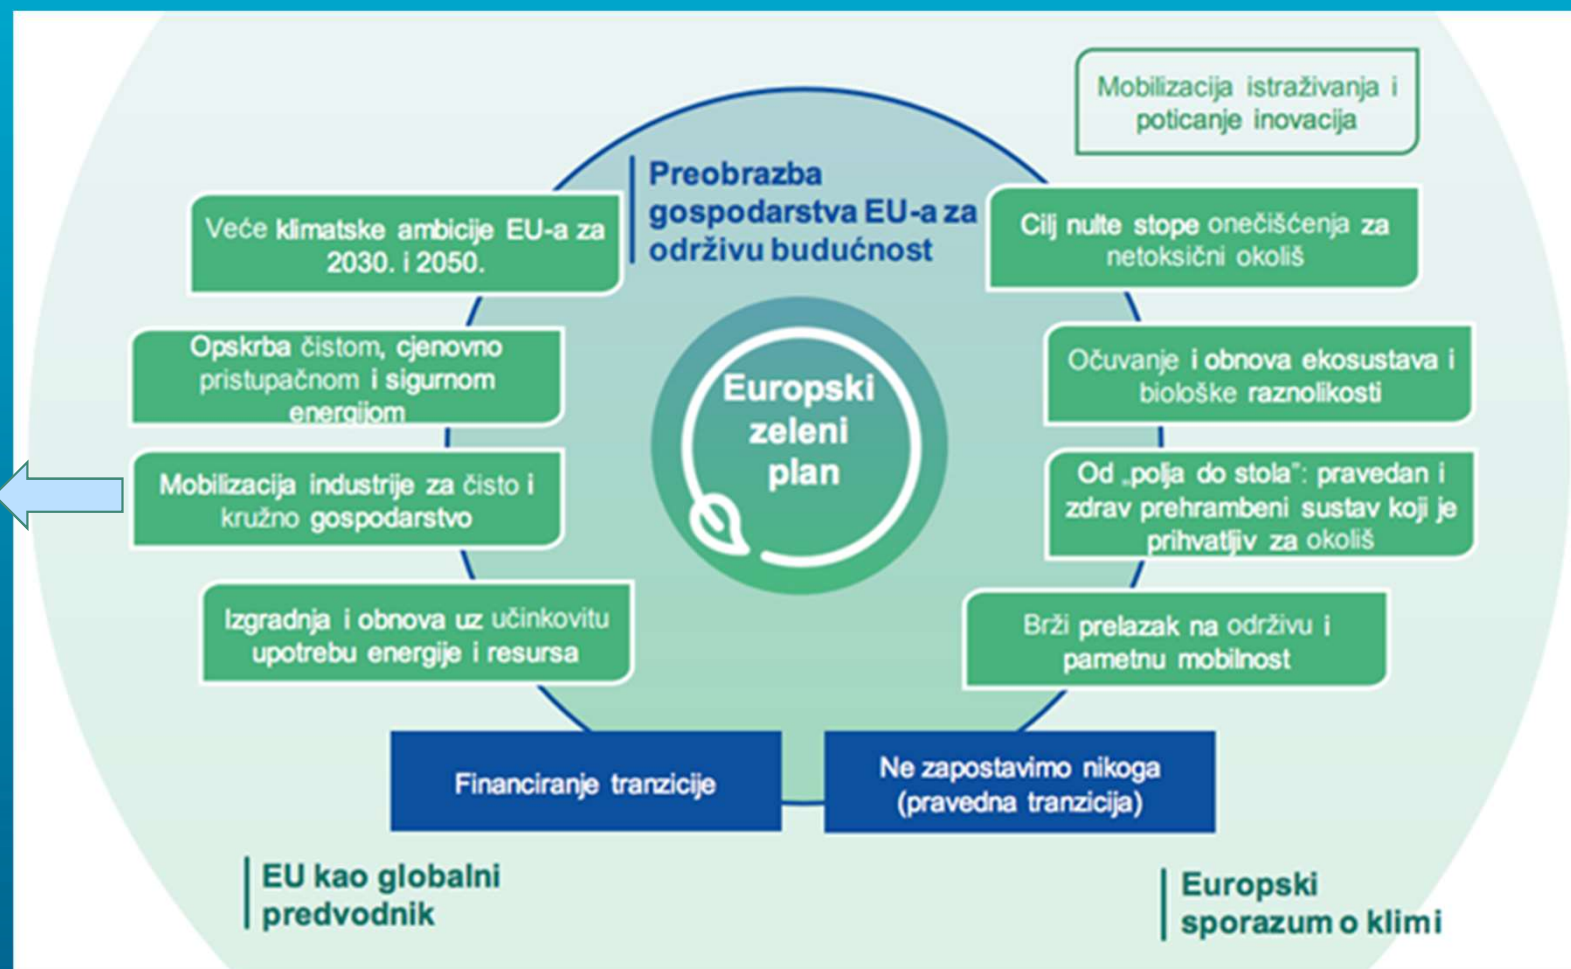 Mobilizacija istraživanja i
poticanje inovacija
Preobrazba
gospodarstva EU-a za
održivu budućnost
Veće klimatske ambicije EU-a za
2030. i 2050.
Cilj nulte stope onečišćenja za
netoksični okoliš
Opskrba čistom, cjenovno
pristupačnom i sigurnom
energijom
Očuvanje i obnova ekosustava i
biološke raznolikosti
Europski
zeleni
plan
Mobilizacija industrije za čisto i
kružno gospodarstvo
Od „polja do stola”: pravedan i
zdrav prehrambeni sustav koji je
prihvatljiv za okoliš
Izgradnja i obnova uz učinkovitu
upotrebu energije i resursa
Brži prelazak na održivu i
pametnu mobilnost
Financiranje tranzicije
Ne zapostavimo nikoga
(pravedna tranzicija)
EU kao globalni
predvodnik
Europski
sporazum o klimi